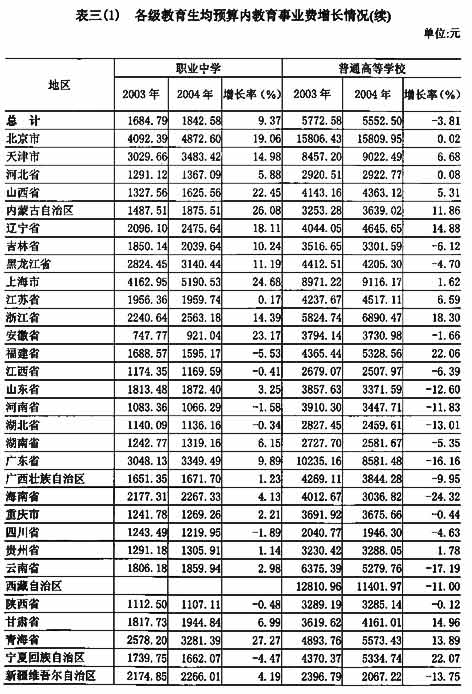 表三(1) 各级教育生均预算内教育事业费增长情况(续)
单位:元
地区 职业中学 普通高等学校
2003年 2004年 增长率(%) 2003年 2004年 增长率(%)
总 计 1684.79 1842.58 9.37 5772.58 5552.50 -3.81
北京市 4092.39 4872.60 19.06 15806.43 15809.95 0.02
天津市 3029.66 3483.42 14.98 8457.20 9022.49 6.68
河北省 1291.12 1367.09 5.88 2920.51 2922.77 0.08
山西省 1327.56 1625.56 22.45 4143.16 4363.12 5.31
内蒙古自治区 1487.51 1875.51 26.08 3253.28 3639.02 11.86
辽宁省 2096.10 2475.64 18.11 4044.05 4645.65 14.88
吉林省 1850.14 2039.64 10.24 3516.65 3301.59 -6.12
黑龙江省 2824.45 3140.44 11.19 4412.51 4205.30 -4.70
上海市 4162.95 5190.53 24.68 8971.22 9116.17 1.62
江苏省 1956.36 1959.74 0.17 4237.67 4517.11 6.59
浙江省 2240.64 2563.18 14.39 5824.74 6890.47 18.30
安徽省 747.77 921.04 23.17 3794.14 3730.98 -1.66
福建省 1688.57 1595.17 -5.53 4365.44 5328.56 22.06
江西省 1174.35 1169.59 -0.41 2679.07 2507.97 -6.39
山东省 1813.48 1872.40 3.25 3857.63 3371.59 -12.60
河南省 1083.36 1066.29 -1.58 3910.30 3447.71 -11.83
湖北省 1140.09 1136.16 -0.34 2827.45 2459.61 -13.01
湖南省 1242.77 1319.16 6.15 2727.70 2581.67 -5.35
广东省 3048.13 3349.49 9.89 10235.16 8581.48 -16.16
广西壮族自治区 1651.35 1671.70 1.23 4269.11 3844.28 -9.95
海南省 2177.31 2267.33 4.13 4012.67 3036.82 -24.32
重庆市 1241.78 1269.26 2.21 3691.92 3675.66 -0.44
四川省 1243.49 1219.95 -1.89 2040.77 1946.30 -4.63
贵州省 1291.18 1305.91 1.14 3230.42 3288.05 1.78
云南省 1806.18 1859.94 2.98 6375.39 5279.76 -17.19
西藏自治区 12810.96 11401.97 -11.00
陕西省 1112.50 1107.11 -0.48 3289.19 3285.14 -0.12
甘肃省 1817.73 1944.84 6.99 3619.62 4161.01 14.96
青海省 2578.20 3281.39 27.27 4893.76 5573.43 13.89
宁夏回族自治区 1739.75 1662.07 -4.47 4370.37 5334.74 22.07
新疆维吾尔自治区 2174.85 2266.01 4.19 2396.79 2067.22 -13.75